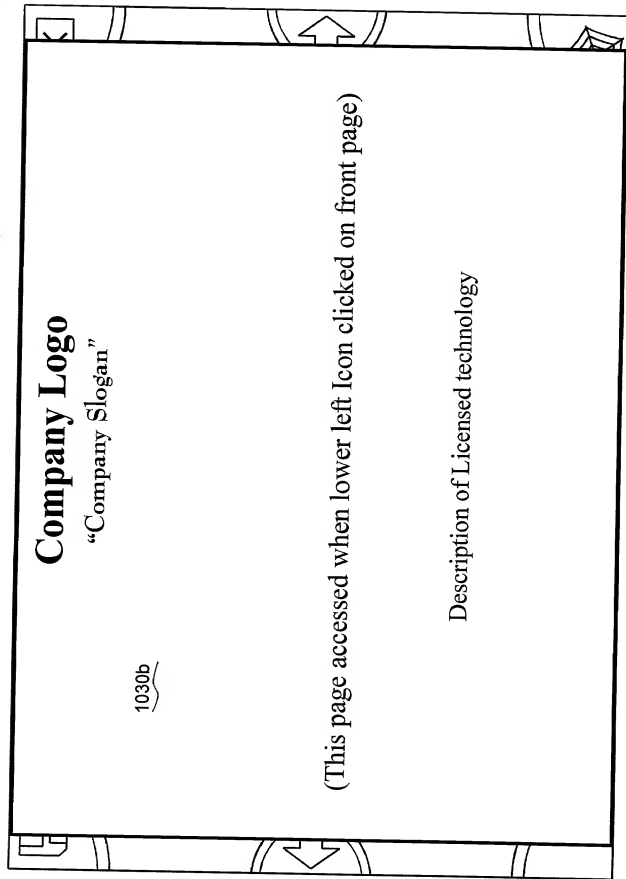 Company Logo
“Company Slogan”
1030b
(This page accessed when lower left Icon clicked on front page)
Description of Licensed technology